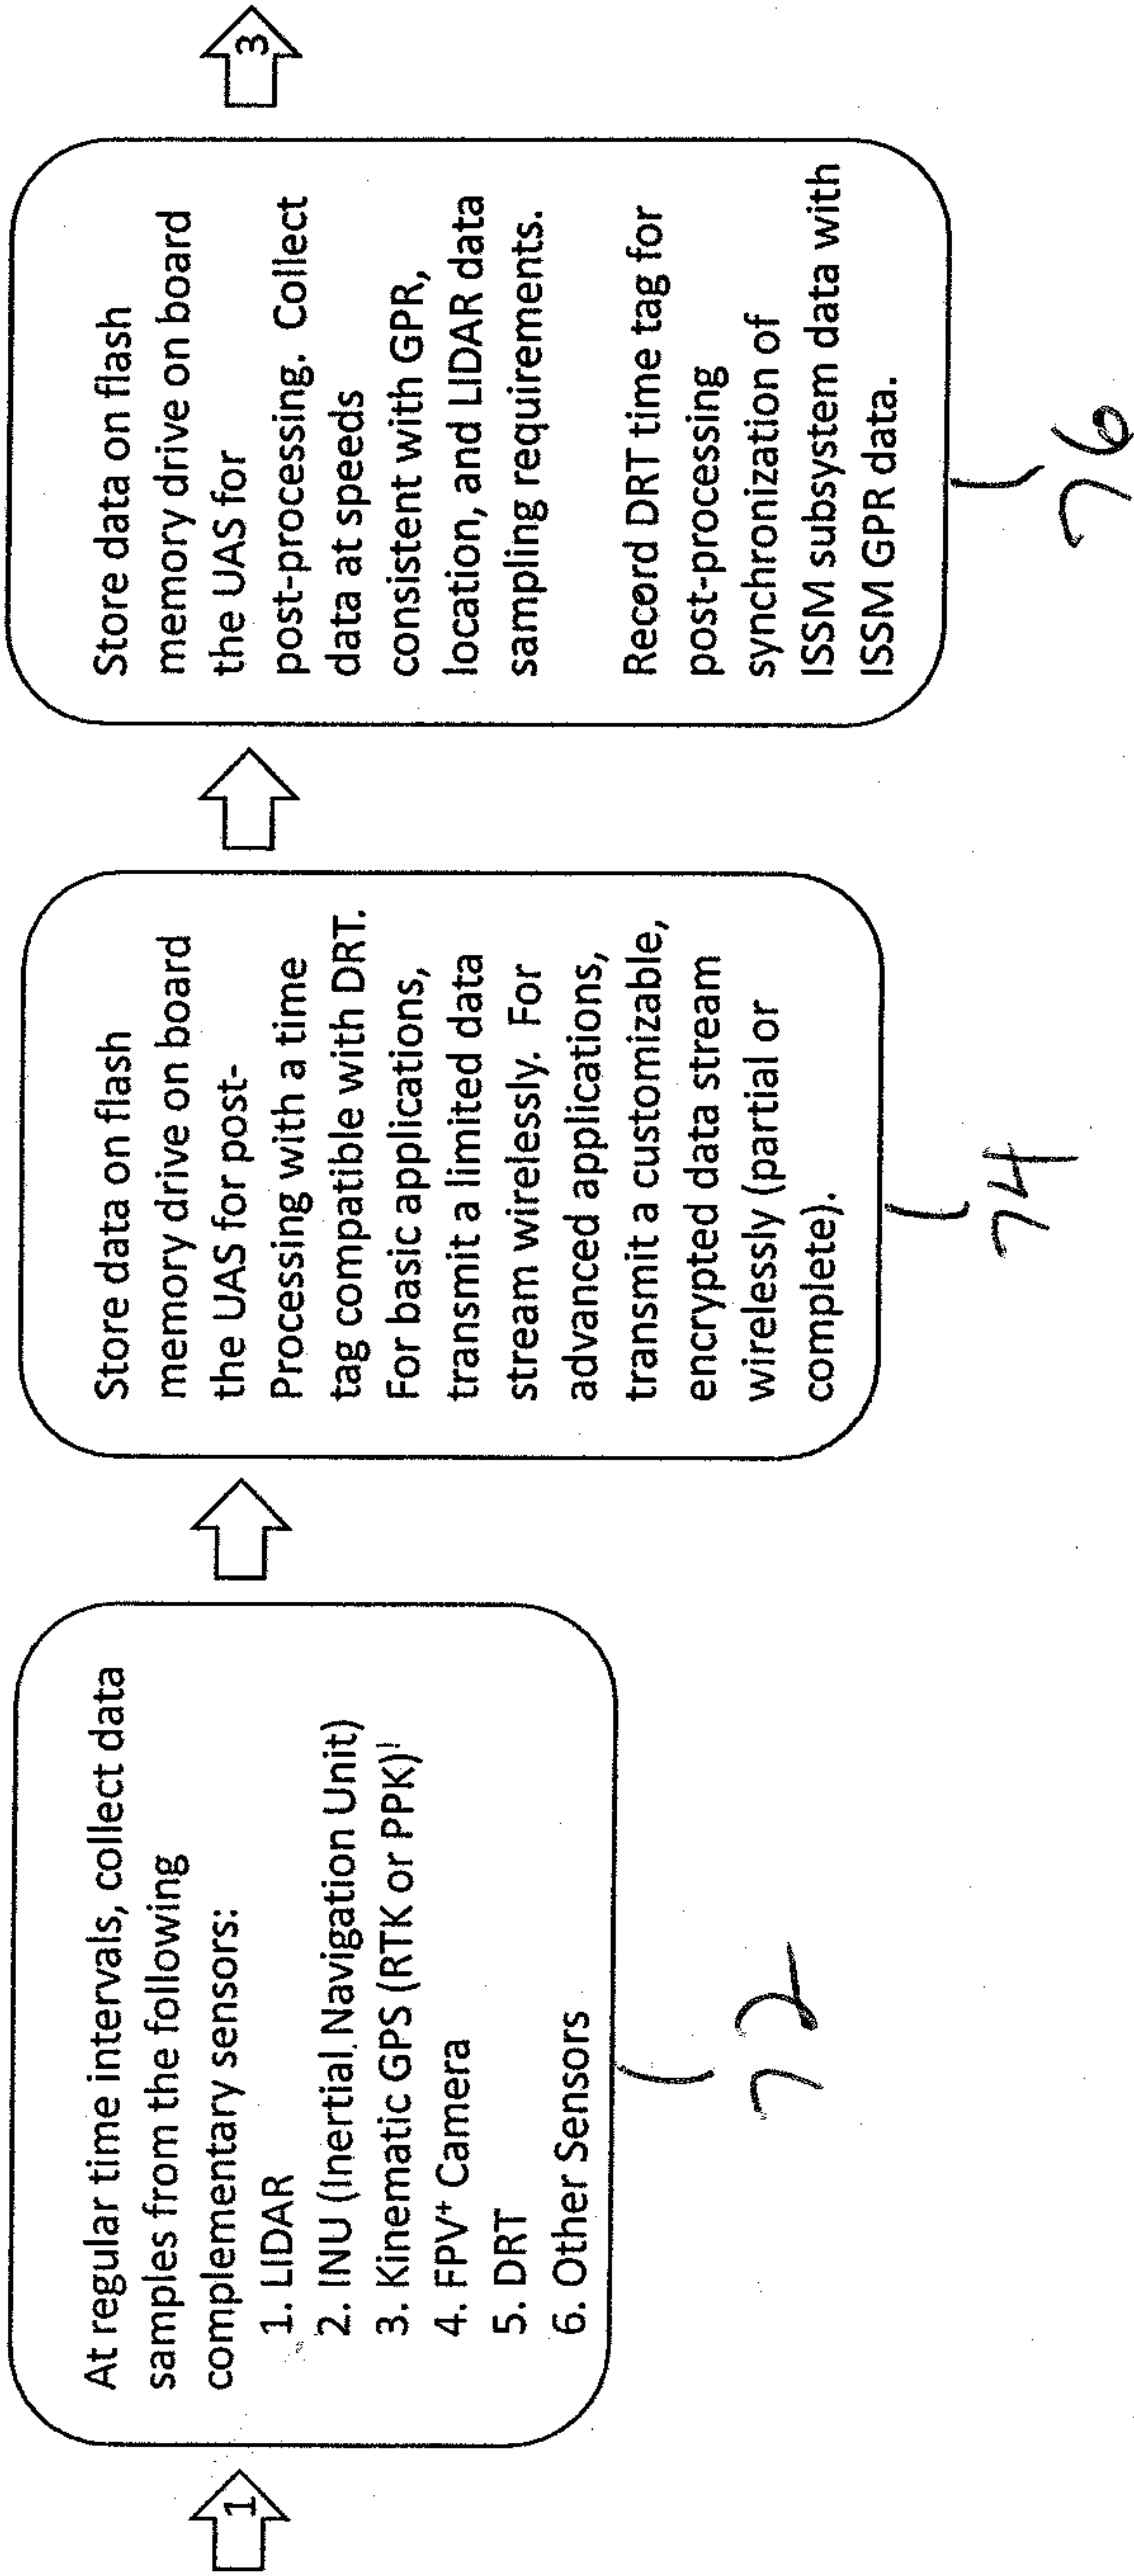 1
At regular time intervals, collect data
samples from the following
complementary sensors:
1. LIDAR
2. INU (Inertial Navigation Unit)
3. Kinematic GPS (RTK or PPK)!
4. FPV+ Camera
5. DRT
6. Other Sensors
72
Store data on flash
memory drive on board
the UAS for post-
Processing with a time
tag compatible with DRT.
For basic applications,
transmit a limited data
stream wirelessly. For
advanced applications,
transmit a customizable,
encrypted data stream
wirelessly (partial or
complete).
74
Store data on flash
memory drive on board
the UAS for
post-processing. Collect
data at speeds
consistent with GPR,
location, and LIDAR data
sampling requirements.
Record DRT time tag for
post-processing
synchronization of
ISSM subsystem data with
ISSM GPR data.
76
3